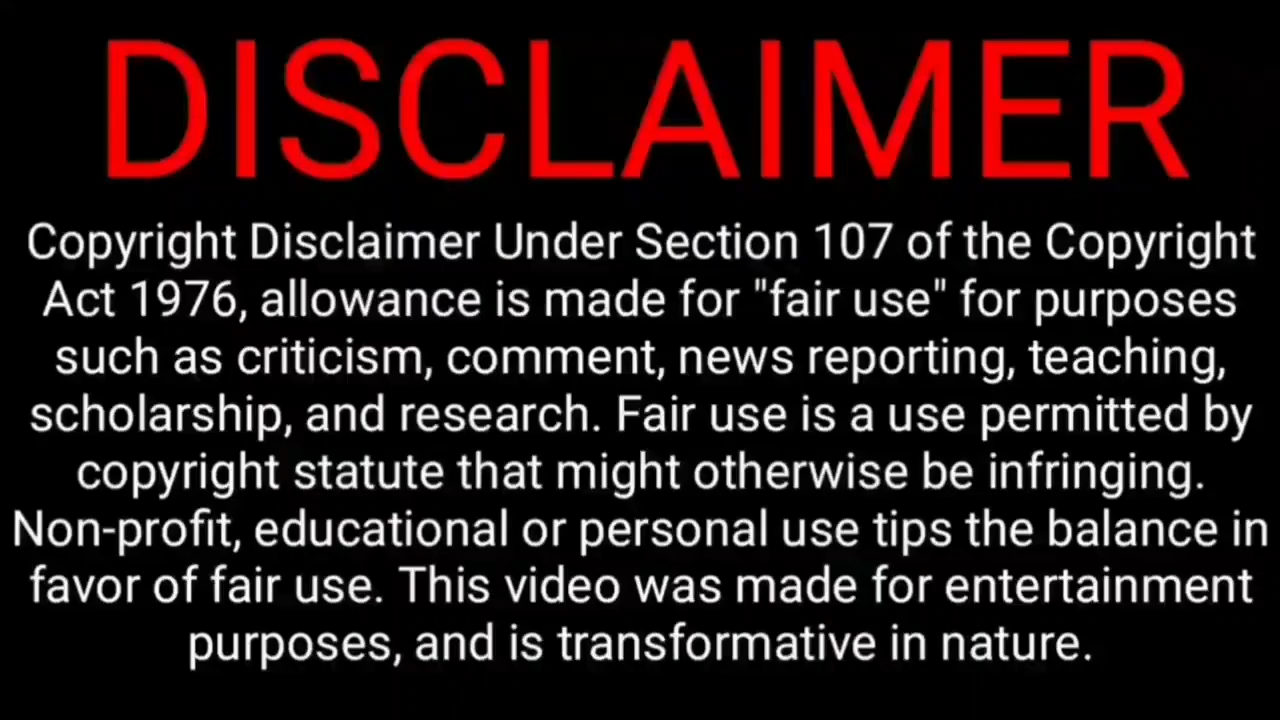 DISCLAIMER
Copyright Disclaimer Under Section 107 of the Copyright
Act 1976, allowance is made for "fair use" for purposes
such as criticism, comment, news reporting, teaching,
scholarship, and research. Fair use is a use permitted by
copyright statute that might otherwise be infringing.
Non-profit, educational or personal use tips the balance in
favor of fair use. This video was made for entertainment
purposes, and is transformative in nature.